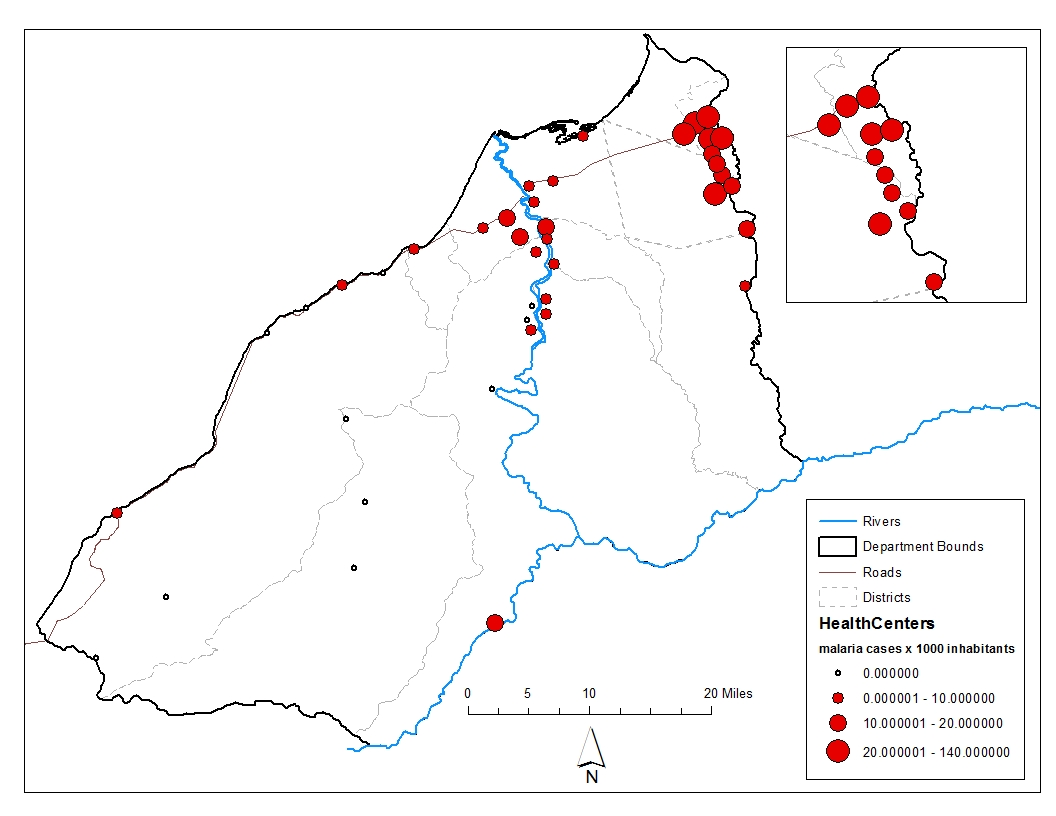 Rivers
Department Bounds
Roads
Districts
HealthCenters
malaria cases x 1000 inhabitants
0.000000
0.000001 - 10.000000
10.000001 - 20.000000
20.000001 - 140.000000
0 5 10 20 Miles
N